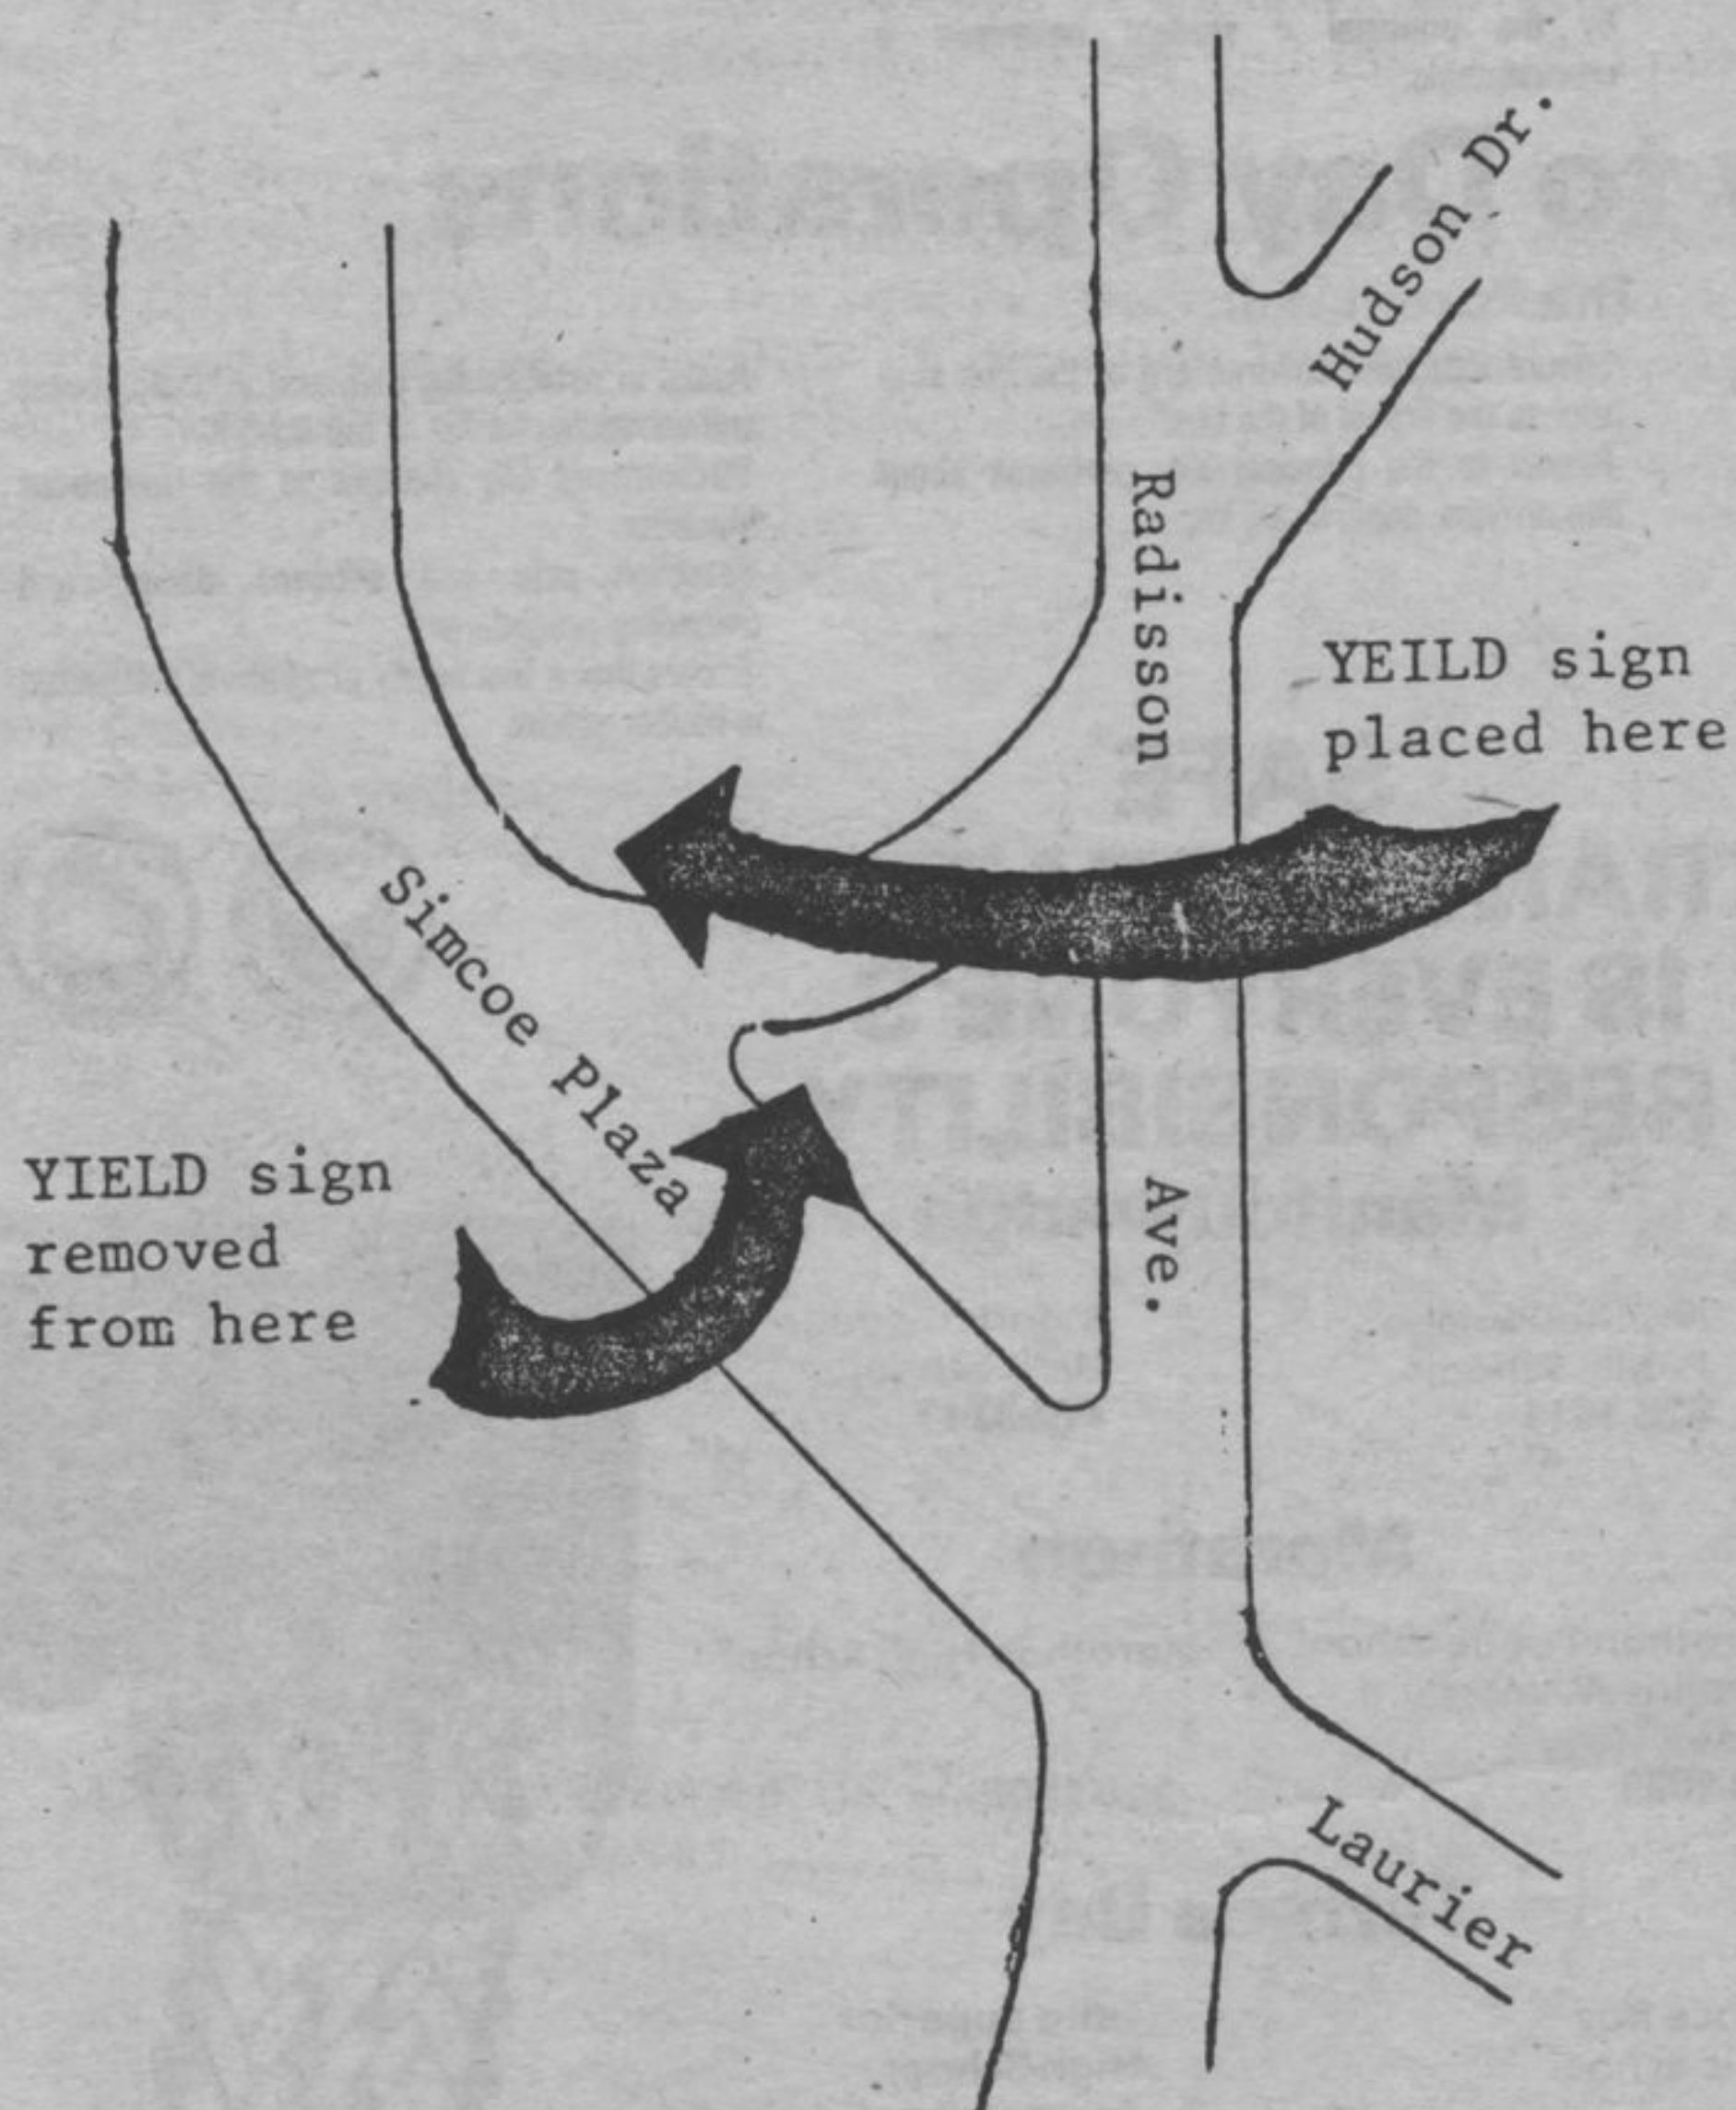 Hudson Dr.
Radisson
YEILD sign
placed here
Simcoe Plaza
YIELD sign
removed
from here
Ave.
Laurier